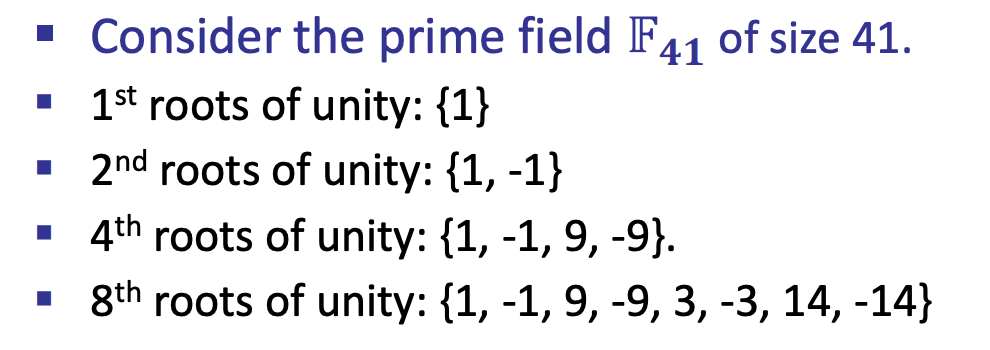 ▪ Consider the prime field 𝔽₄₁ of size 41.
▪ 1ˢᵗ roots of unity: {1}
▪ 2ⁿᵈ roots of unity: {1, -1}
▪ 4ᵗʰ roots of unity: {1, -1, 9, -9}.
▪ 8ᵗʰ roots of unity: {1, -1, 9, -9, 3, -3, 14, -14}